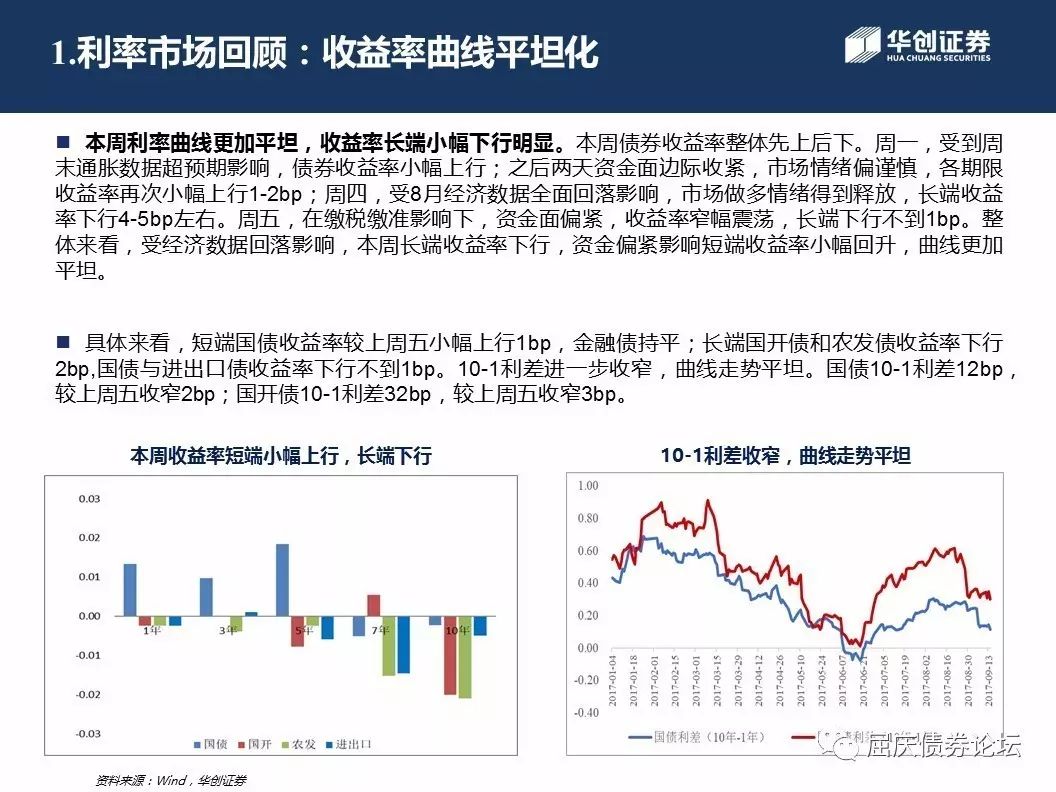 1.利率市场回顾：收益率曲线平坦化
华创证券
HUA CHUANG SECURITIES
本周利率曲线更加平坦，收益率长端小幅下行明显。本周债券收益率整体先上后下。周一，受到周
末通胀数据超预期影响，债券收益率小幅上行；之后两天资金面边际收紧，市场情绪偏谨慎，各期限
收益率再次小幅上行1-2bp；周四，受8月经济数据全面回落影响，市场做多情绪得到释放，长端收益
率下行4-5bp左右。周五，在缴税缴准影响下，资金面偏紧，收益率窄幅震荡，长端下行不到1bp。整
体来看，受经济数据回落影响，本周长端收益率下行，资金偏紧影响短端收益率小幅回升，曲线更加
平坦。
具体来看，短端国债收益率较上周五小幅上行1bp，金融债持平；长端国开债和农发债收益率下行
2bp,国债与进出口债收益率下行不到1bp。10-1利差进一步收窄，曲线走势平坦。国债10-1利差12bp，
较上周五收窄2bp；国开债10-1利差32bp，较上周五收窄3bp。
本周收益率短端小幅上行，长端下行
0.03
0.02
0.01
0.00
-0.01
-0.02
-0.03
1年 3年 5年 7年 10年
国债 国开 农发 进出口
10-1利差收窄，曲线走势平坦
1.00
0.80
0.60
0.40
0.20
0.00
-0.20
-0.40
2017-01-04
2017-01-18
2017-02-01
2017-02-15
2017-03-01
2017-03-15
2017-03-29
2017-04-12
2017-04-26
2017-05-10
2017-05-24
2017-06-07
2017-06-21
2017-07-05
2017-07-19
2017-08-02
2017-08-16
2017-08-30
2017-09-13
国债利差（10年-1年）
屈庆债券论坛
资料来源：Wind，华创证券